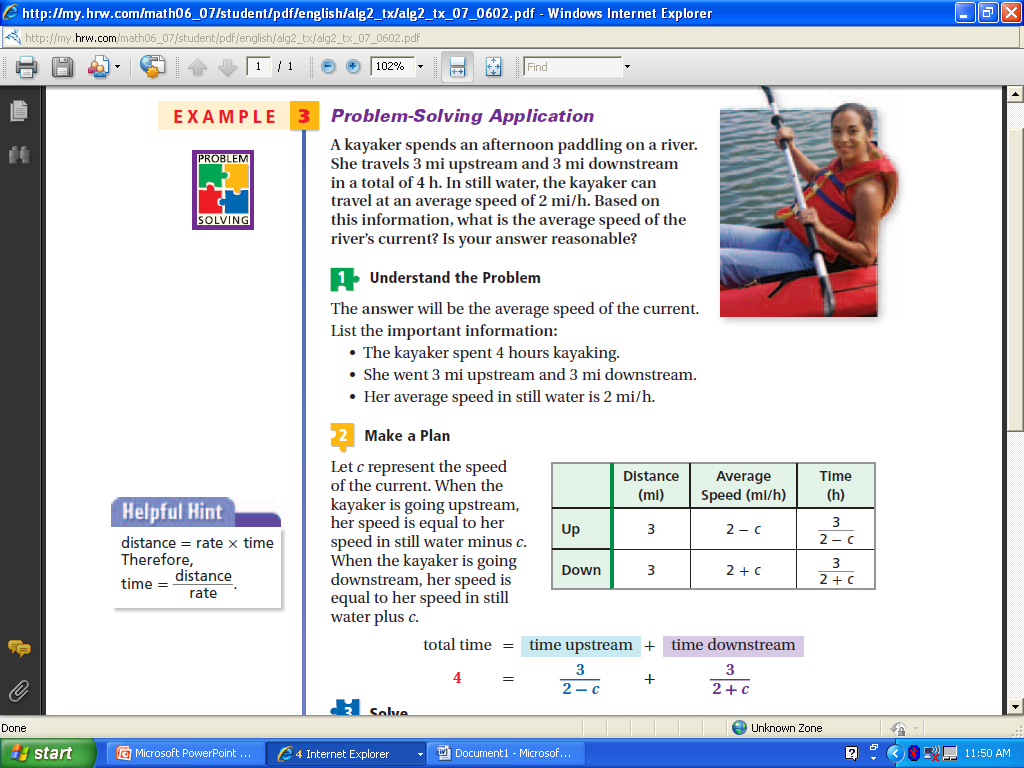 http://my.hrw.com/math06_07/student/pdf/english/alg2_tx/alg2_tx_07_0602.pdf - Windows Internet Explorer
http://my.hrw.com/math06_07/student/pdf/english/alg2_tx/alg2_tx_07_0602.pdf
1 / 1 102% Find
EXAMPLE 3 Problem-Solving Application
PROBLEM
SOLVING
A kayaker spends an afternoon paddling on a river.
She travels 3 mi upstream and 3 mi downstream
in a total of 4 h. In still water, the kayaker can
travel at an average speed of 2 mi/h. Based on
this information, what is the average speed of the
river's current? Is your answer reasonable?
1 Understand the Problem
The answer will be the average speed of the current.
List the important information:
• The kayaker spent 4 hours kayaking.
• She went 3 mi upstream and 3 mi downstream.
• Her average speed in still water is 2 mi/h.
2 Make a Plan
Let c represent the speed
of the current. When the
kayaker is going upstream,
her speed is equal to her
speed in still water minus c.
When the kayaker is going
downstream, her speed is
equal to her speed in still
water plus c.
Distance (mi) Average Speed (mi/h) Time (h)
Up 3 2 − c 3/(2 − c)
Down 3 2 + c 3/(2 + c)
Helpful Hint
distance = rate × time
Therefore,
time = distance/rate.
total time = time upstream + time downstream
4 = 3/(2 − c) + 3/(2 + c)
3 Solve
Done Unknown Zone
start Microsoft PowerPoint ... 4 Internet Explorer Document1 - Microsof... 11:50 AM